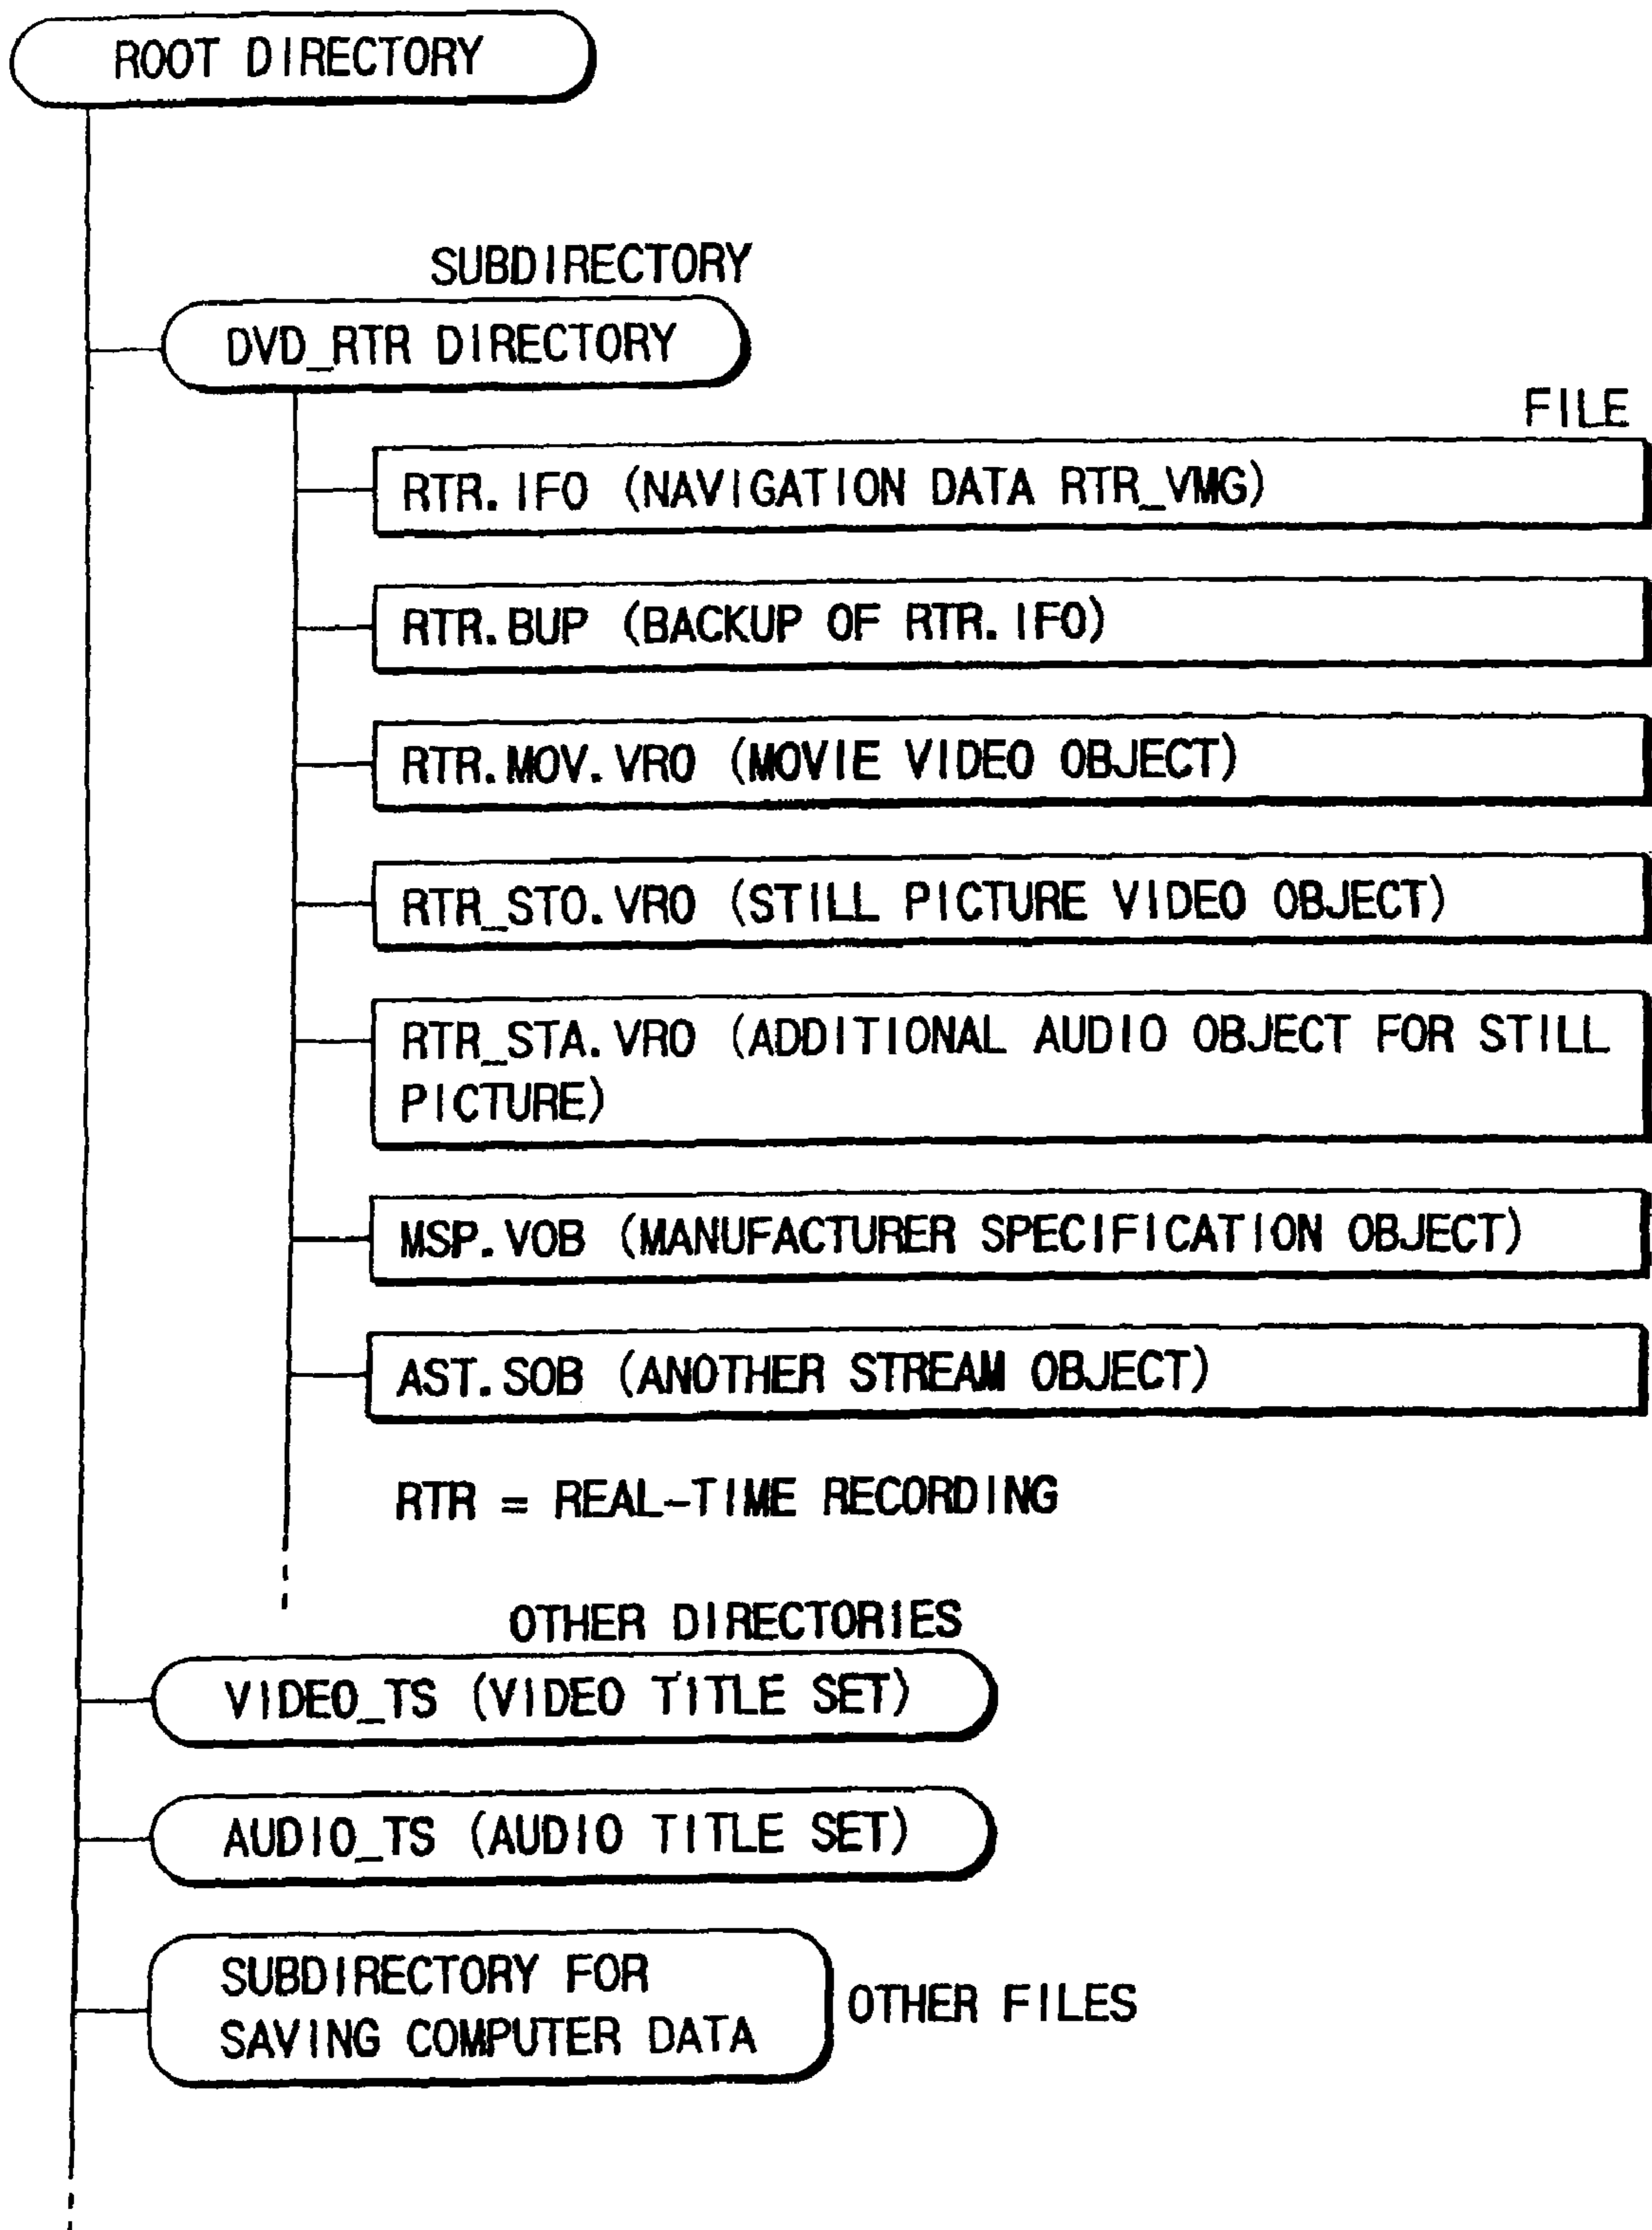 ROOT DIRECTORY
SUBDIRECTORY
DVD_RTR DIRECTORY
FILE
RTR.IFO (NAVIGATION DATA RTR_VMG)
RTR.BUP (BACKUP OF RTR.IFO)
RTR.MOV.VRO (MOVIE VIDEO OBJECT)
RTR_STO.VRO (STILL PICTURE VIDEO OBJECT)
RTR_STA.VRO (ADDITIONAL AUDIO OBJECT FOR STILL
PICTURE)
MSP.VOB (MANUFACTURER SPECIFICATION OBJECT)
AST.SOB (ANOTHER STREAM OBJECT)
RTR = REAL-TIME RECORDING
OTHER DIRECTORIES
VIDEO_TS (VIDEO TITLE SET)
AUDIO_TS (AUDIO TITLE SET)
SUBDIRECTORY FOR
SAVING COMPUTER DATA
OTHER FILES